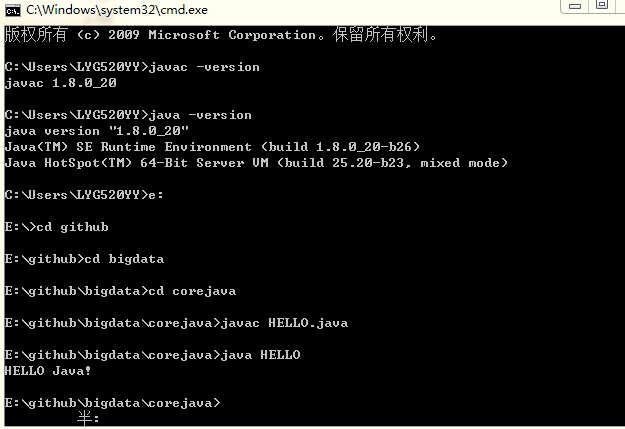 C:\Windows\system32\cmd.exe
版权所有 (c) 2009 Microsoft Corporation。保留所有权利。
C:\Users\LYG520YY>javac -version
javac 1.8.0_20
C:\Users\LYG520YY>java -version
java version "1.8.0_20"
Java(TM) SE Runtime Environment (build 1.8.0_20-b26)
Java HotSpot(TM) 64-Bit Server VM (build 25.20-b23, mixed mode)
C:\Users\LYG520YY>e:
E:\>cd github
E:\github>cd bigdata
E:\github\bigdata>cd corejava
E:\github\bigdata\corejava>javac HELLO.java
E:\github\bigdata\corejava>java HELLO
HELLO Java!
E:\github\bigdata\corejava>
半: